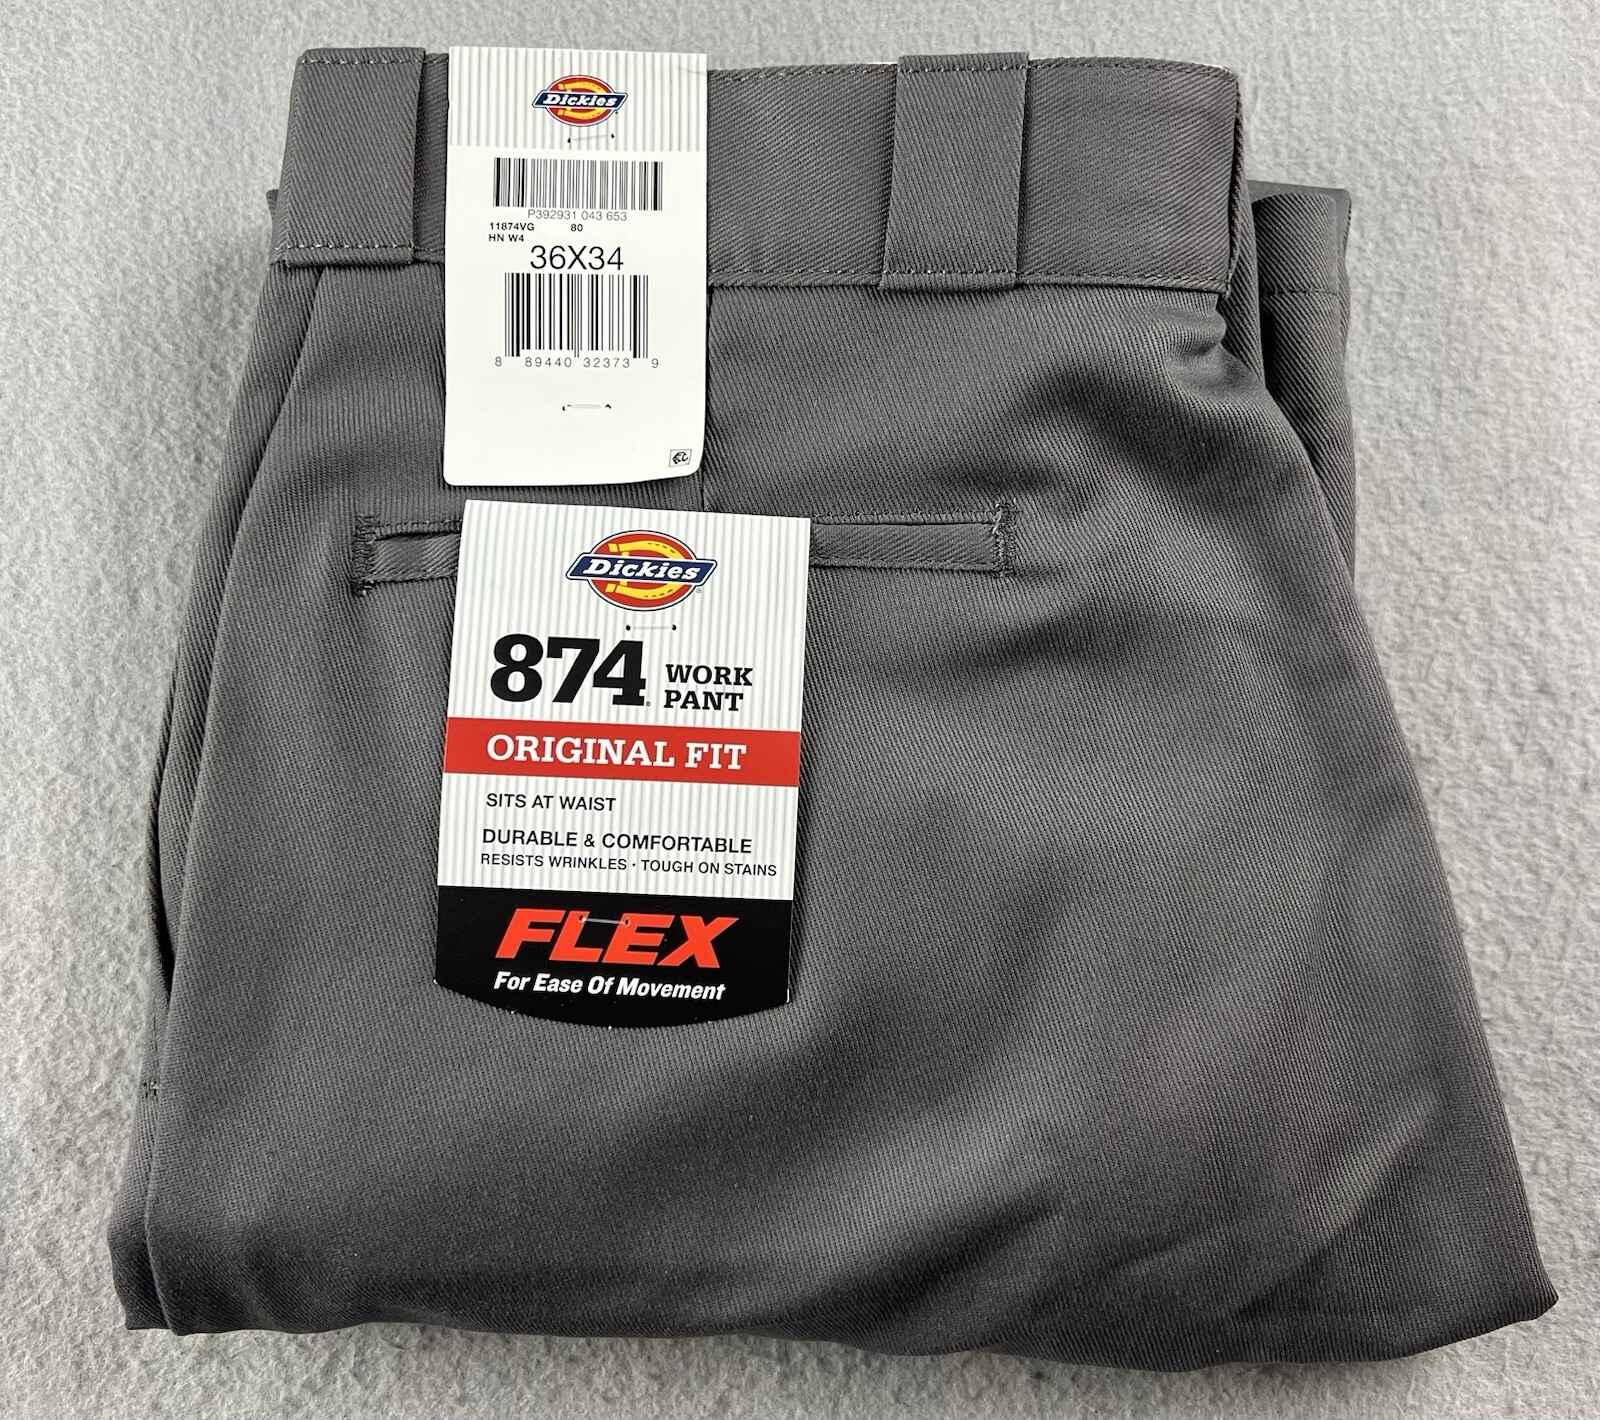 Dickies
P392931 043 653
11874VG 80
HN W4
36X34
8 89440 32373 9
Dickies
874 WORK PANT
ORIGINAL FIT
SITS AT WAIST
DURABLE & COMFORTABLE
RESISTS WRINKLES · TOUGH ON STAINS
FLEX
For Ease Of Movement